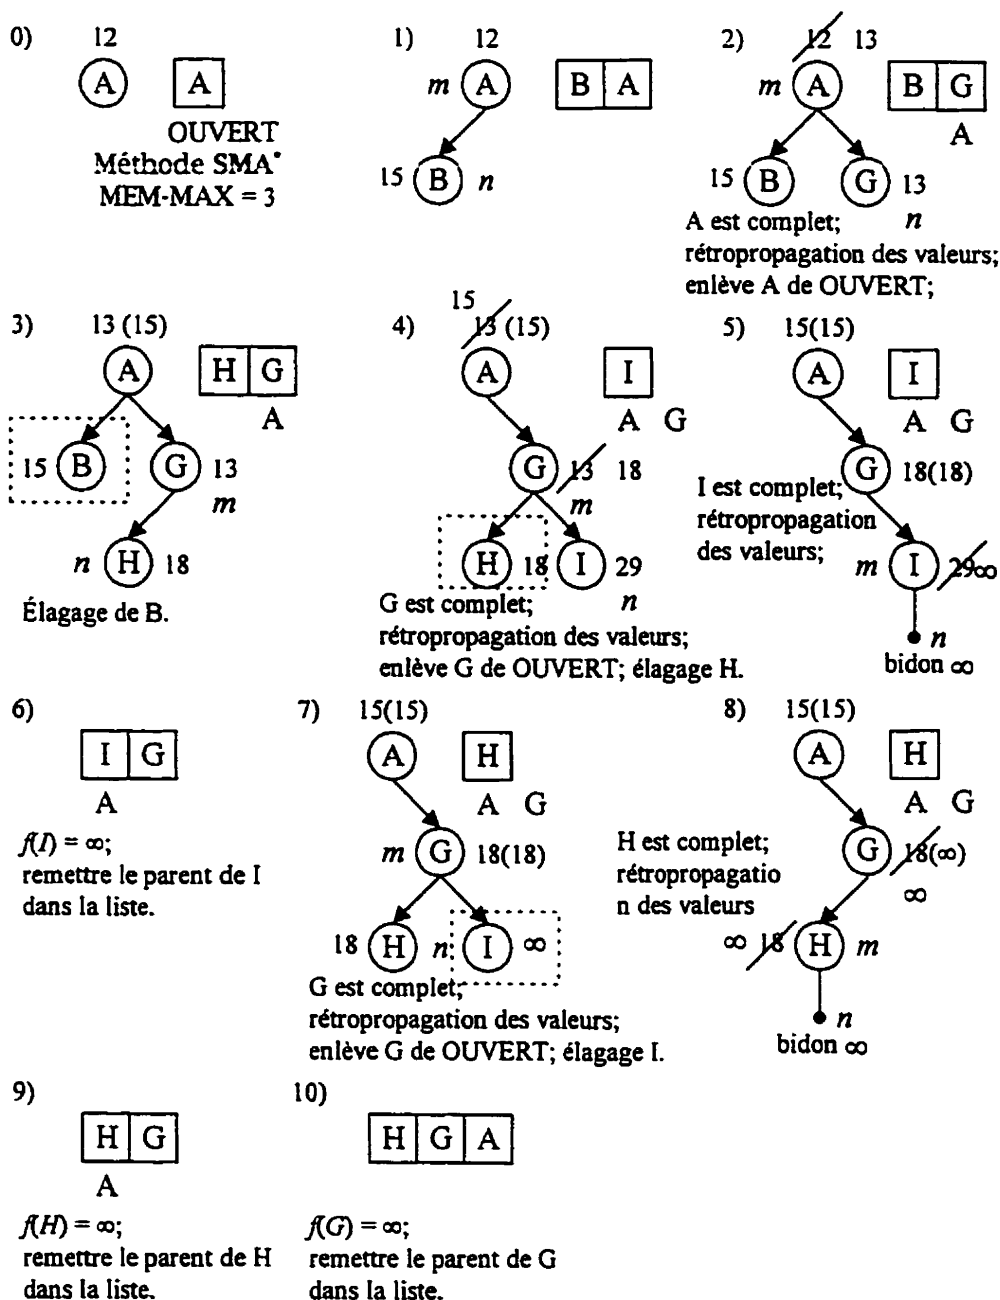 0) 12
A A
OUVERT
Méthode SMA*
MEM-MAX = 3
1) 12
m A B A
15 B n
2) 12 13
m A B G
A
15 B G 13
n
A est complet;
rétropropagation des valeurs;
enlève A de OUVERT;
3) 13 (15)
A H G
A
15 B G 13
m
n H 18
Élagage de B.
4) 15
13 (15)
A I
A G
G 13 18
m
H 18 I 29
n
G est complet;
rétropropagation des valeurs;
enlève G de OUVERT; élagage H.
5) 15(15)
A I
A G
G 18(18)
I est complet;
rétropropagation
des valeurs;
m I 29 ∞
n
bidon ∞
6)
I G
A
f(I) = ∞;
remettre le parent de I
dans la liste.
7) 15(15)
A H
A G
m G 18(18)
18 H n I ∞
G est complet;
rétropropagation des valeurs;
enlève G de OUVERT; élagage I.
8) 15(15)
A H
A G
H est complet;
rétropropagatio
n des valeurs
G 18(∞)
∞
∞ 18 H m
n
bidon ∞
9)
H G
A
f(H) = ∞;
remettre le parent de H
dans la liste.
10)
H G A
f(G) = ∞;
remettre le parent de G
dans la liste.